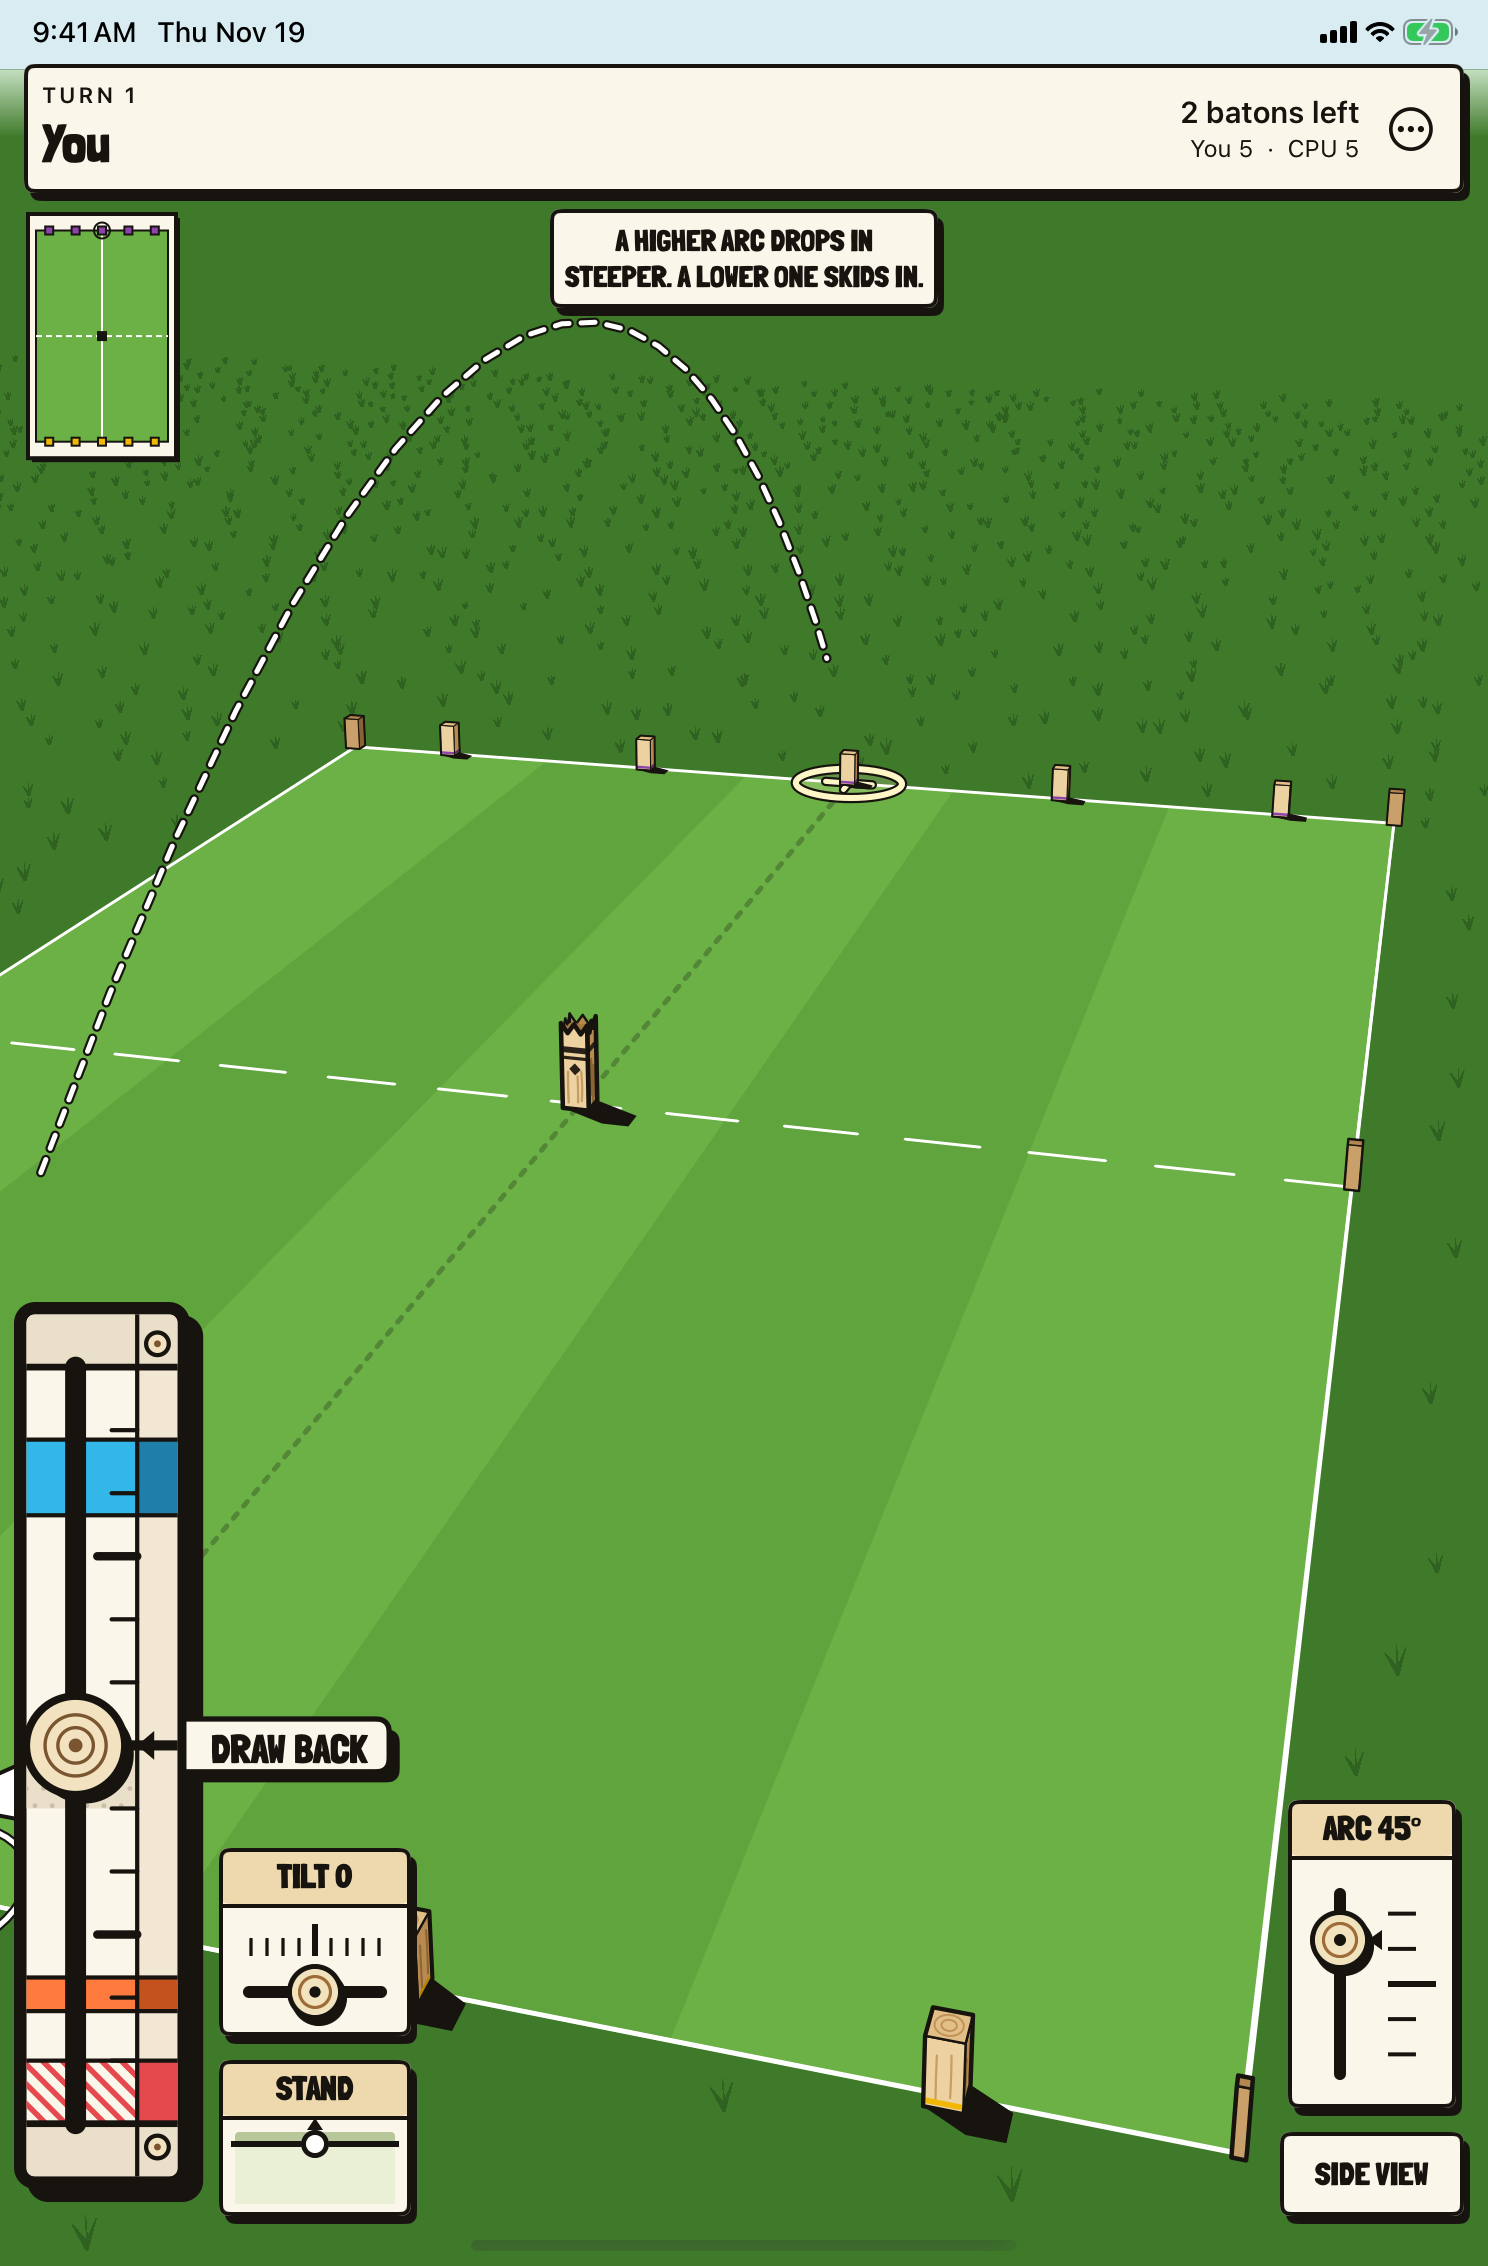 9:41 AM Thu Nov 19
TURN 1
You
2 batons left
You 5 · CPU 5
A HIGHER ARC DROPS IN
STEEPER. A LOWER ONE SKIDS IN.
DRAW BACK
TILT 0
STAND
ARC 45°
SIDE VIEW